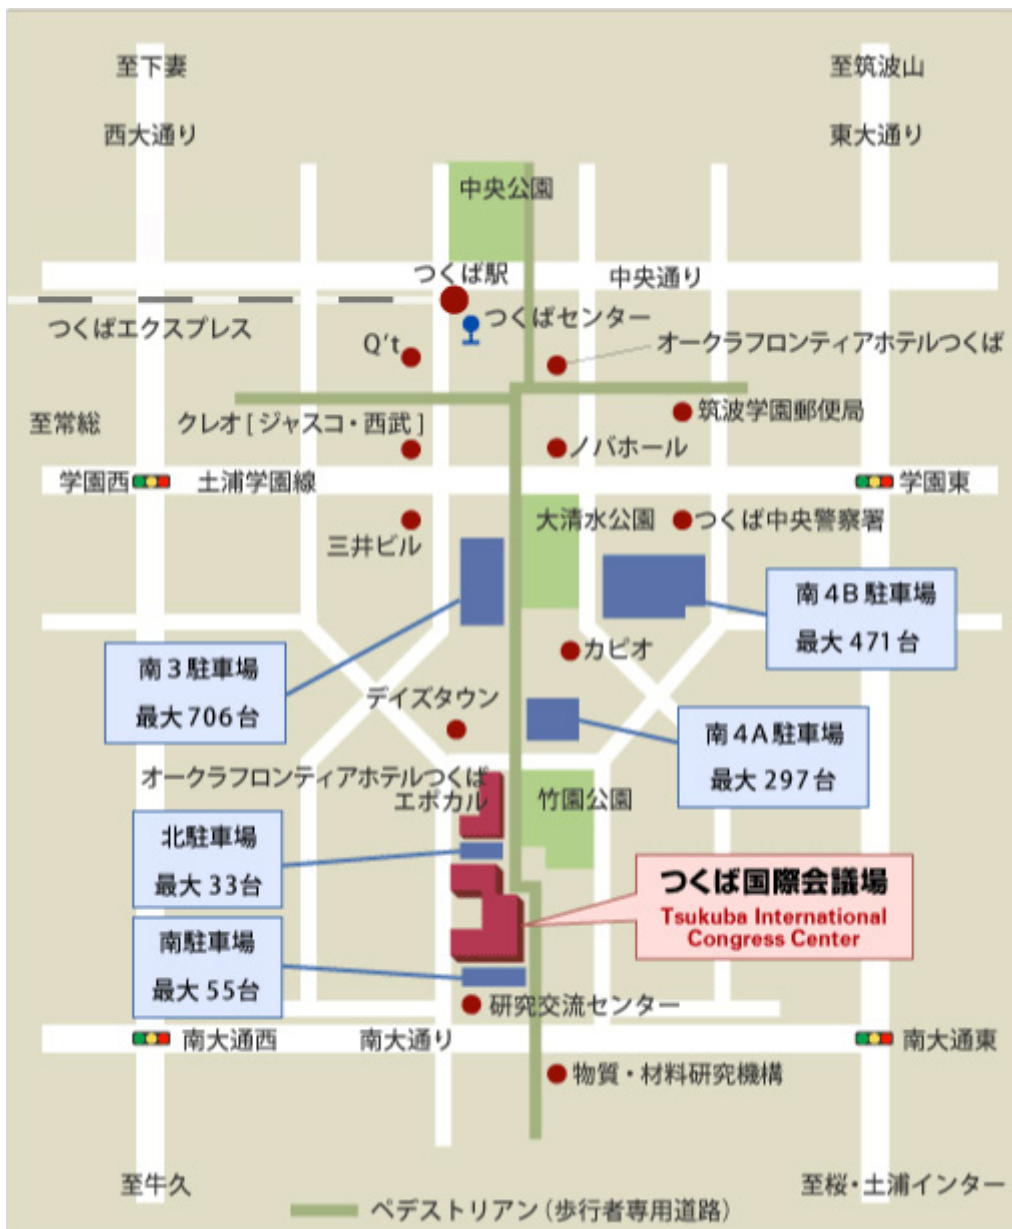 至下妻
至筑波山
西大通り
東大通り
中央公園
つくば駅
中央通り
つくばエクスプレス
つくばセンター
Q't
オークラフロンティアホテルつくば
至常総
クレオ [ ジャスコ・西武 ]
筑波学園郵便局
ノバホール
学園西
土浦学園線
学園東
大清水公園
つくば中央警察署
三井ビル
南4B 駐車場
最大 471 台
カピオ
南3 駐車場
最大 706 台
デイズタウン
南4A 駐車場
最大 297 台
オークラフロンティアホテルつくば
エポカル
竹園公園
北駐車場
最大 33台
つくば国際会議場
Tsukuba International
Congress Center
南駐車場
最大 55台
研究交流センター
南大通西
南大通り
南大通東
物質・材料研究機構
至牛久
至桜・土浦インター
ペデストリアン(歩行者専用道路)